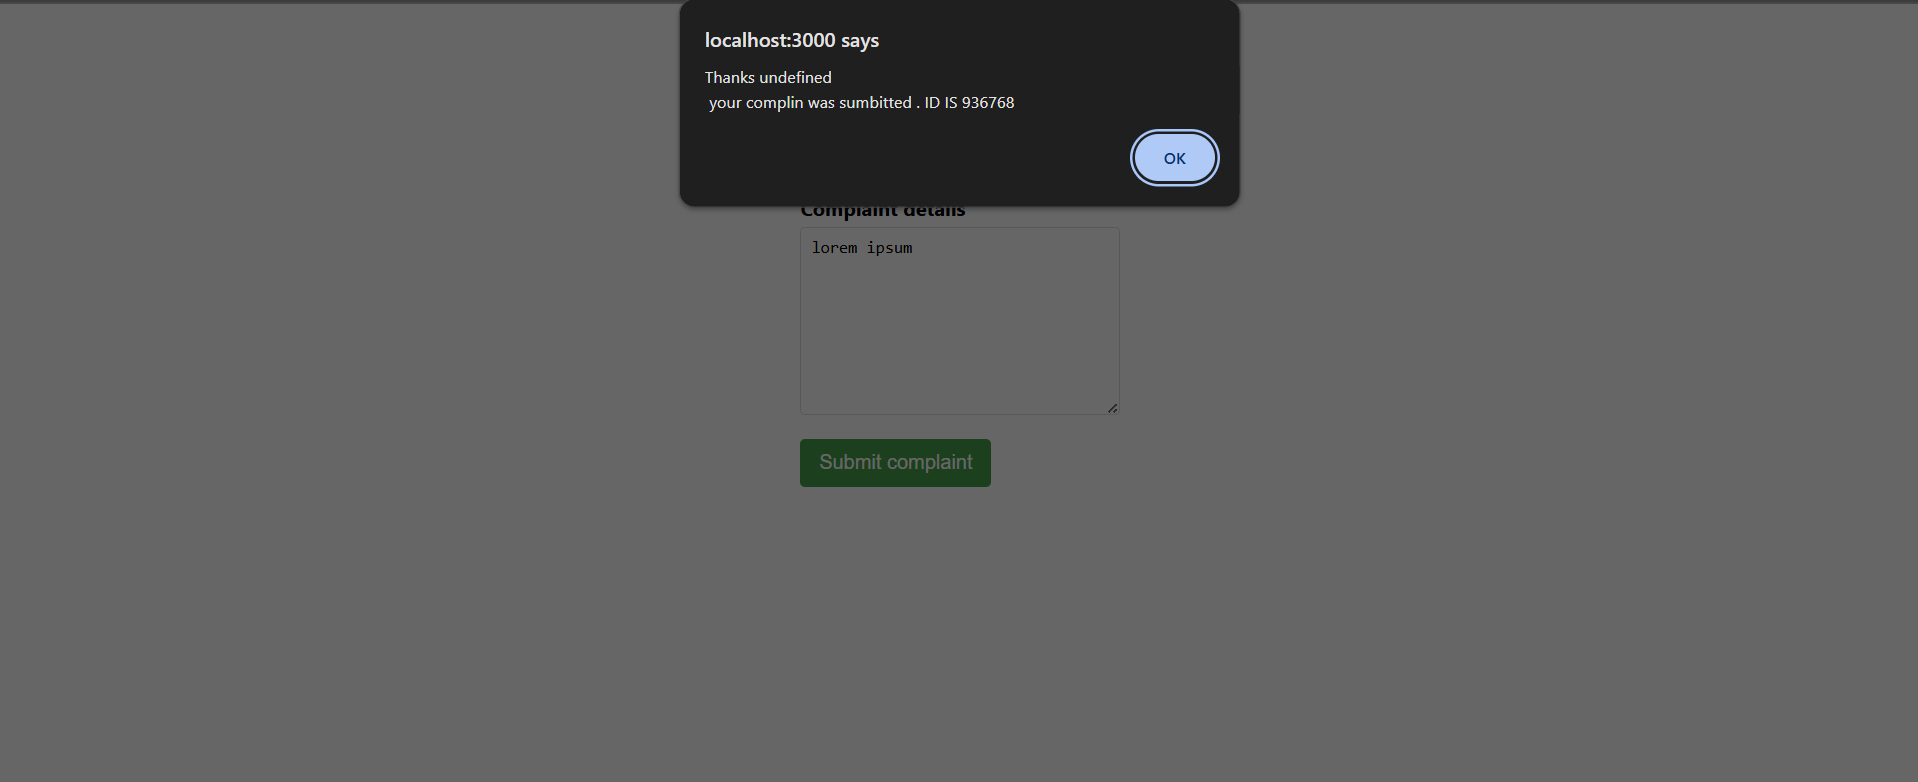 localhost:3000 says
Thanks undefined
your complin was sumbitted . ID IS 936768
OK
Complaint details
lorem ipsum
Submit complaint